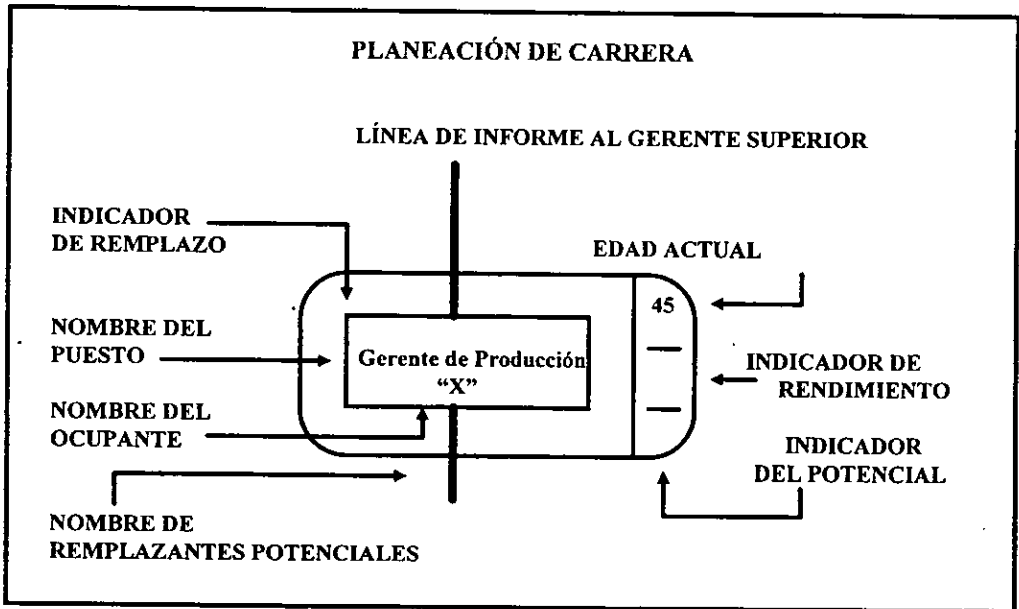 PLANEACIÓN DE CARRERA
LÍNEA DE INFORME AL GERENTE SUPERIOR
INDICADOR
DE REMPLAZO
EDAD ACTUAL
45
NOMBRE DEL
PUESTO
Gerente de Producción
“X”
INDICADOR DE
RENDIMIENTO
NOMBRE DEL
OCUPANTE
INDICADOR
DEL POTENCIAL
NOMBRE DE
REMPLAZANTES POTENCIALES